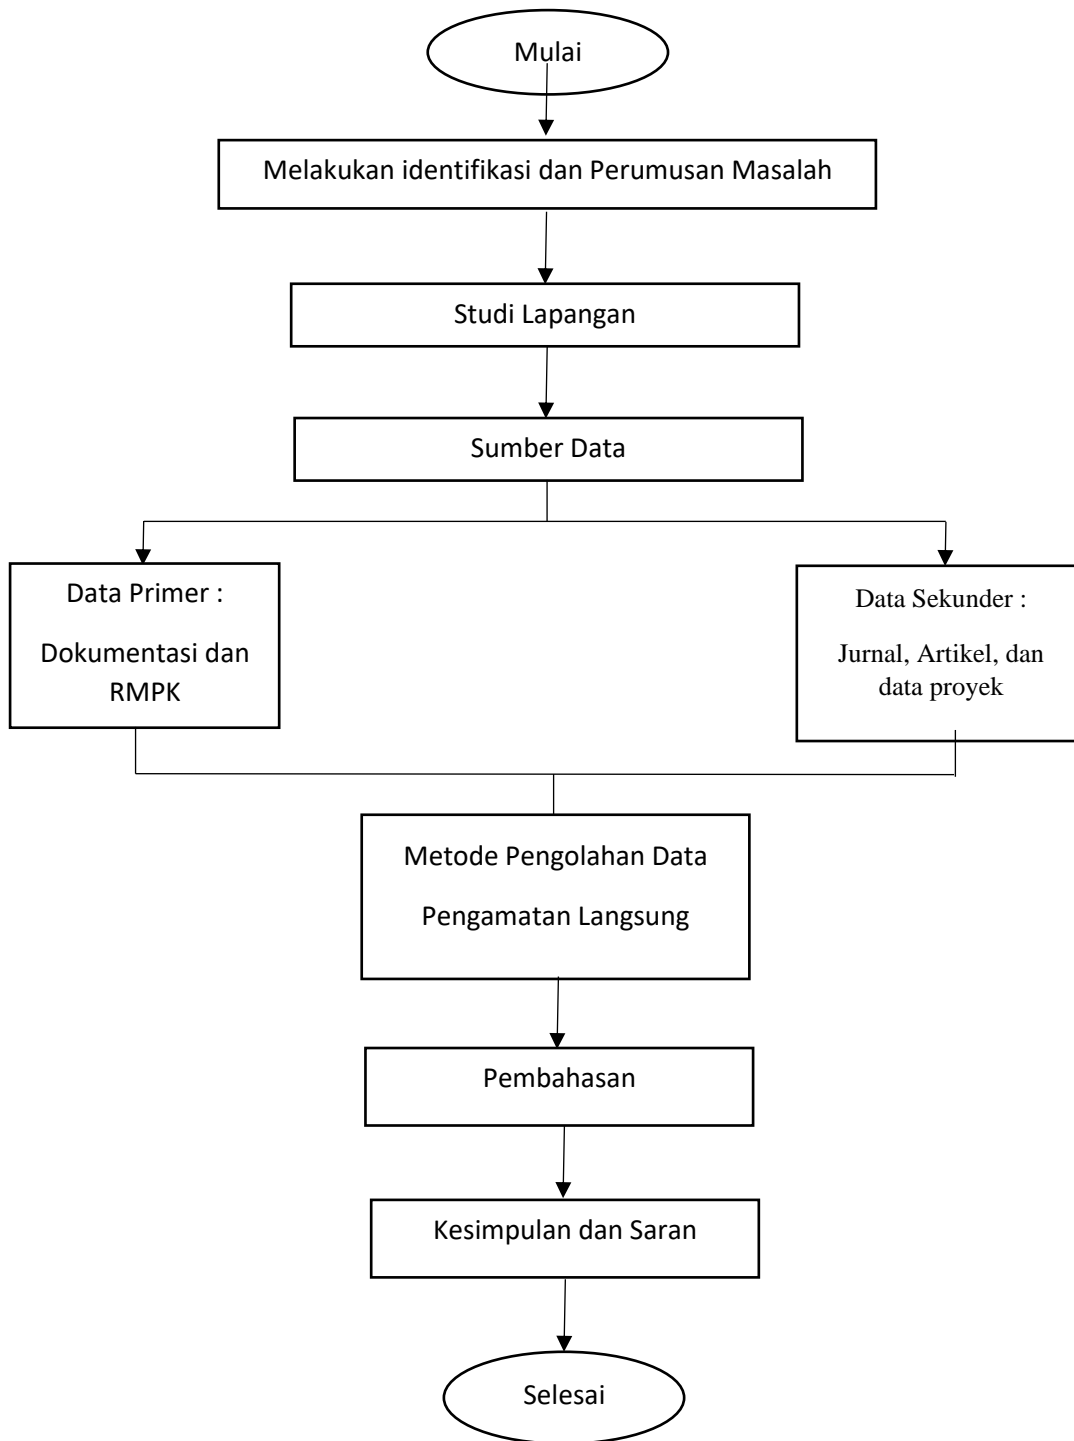 Mulai
Melakukan identifikasi dan Perumusan Masalah
Studi Lapangan
Sumber Data
Data Primer :
Dokumentasi dan
RMPK
Data Sekunder :
Jurnal, Artikel, dan
data proyek
Metode Pengolahan Data
Pengamatan Langsung
Pembahasan
Kesimpulan dan Saran
Selesai